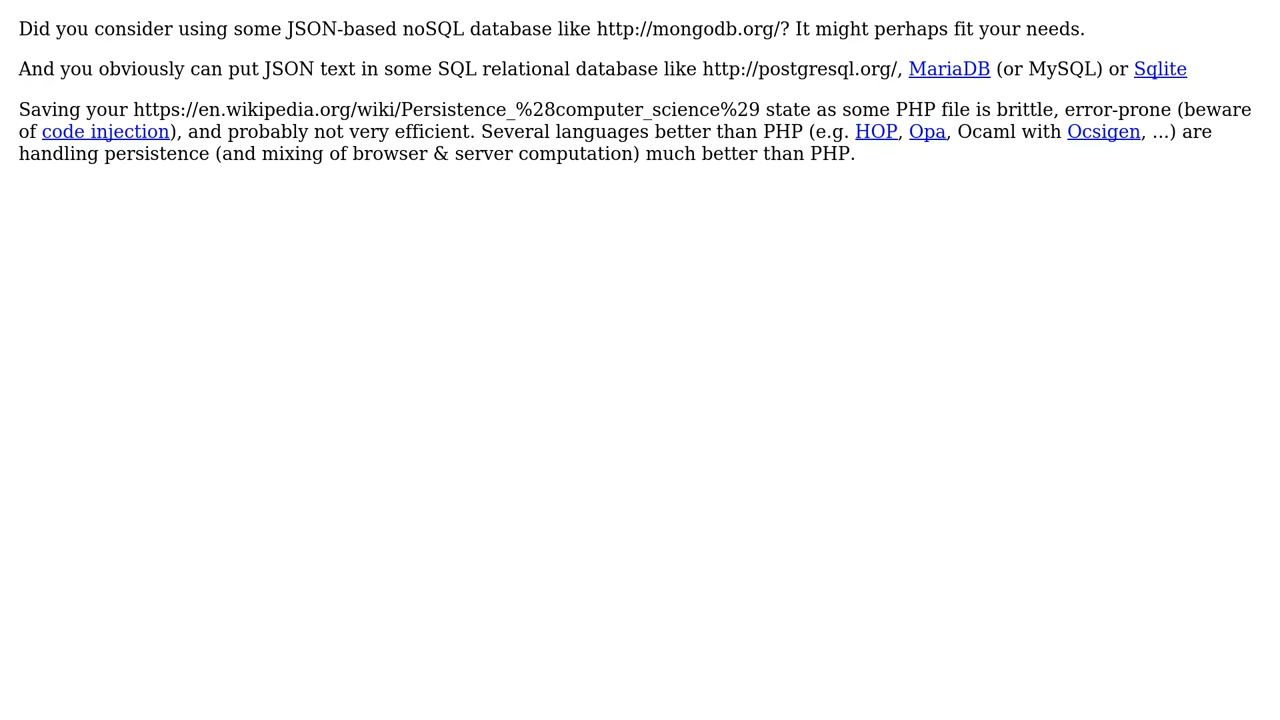 Did you consider using some JSON-based noSQL database like http://mongodb.org/? It might perhaps fit your needs.
And you obviously can put JSON text in some SQL relational database like http://postgresql.org/, MariaDB (or MySQL) or Sqlite
Saving your https://en.wikipedia.org/wiki/Persistence_%28computer_science%29 state as some PHP file is brittle, error-prone (beware
of code injection), and probably not very efficient. Several languages better than PHP (e.g. HOP, Opa, Ocaml with Ocsigen, ...) are
handling persistence (and mixing of browser & server computation) much better than PHP.